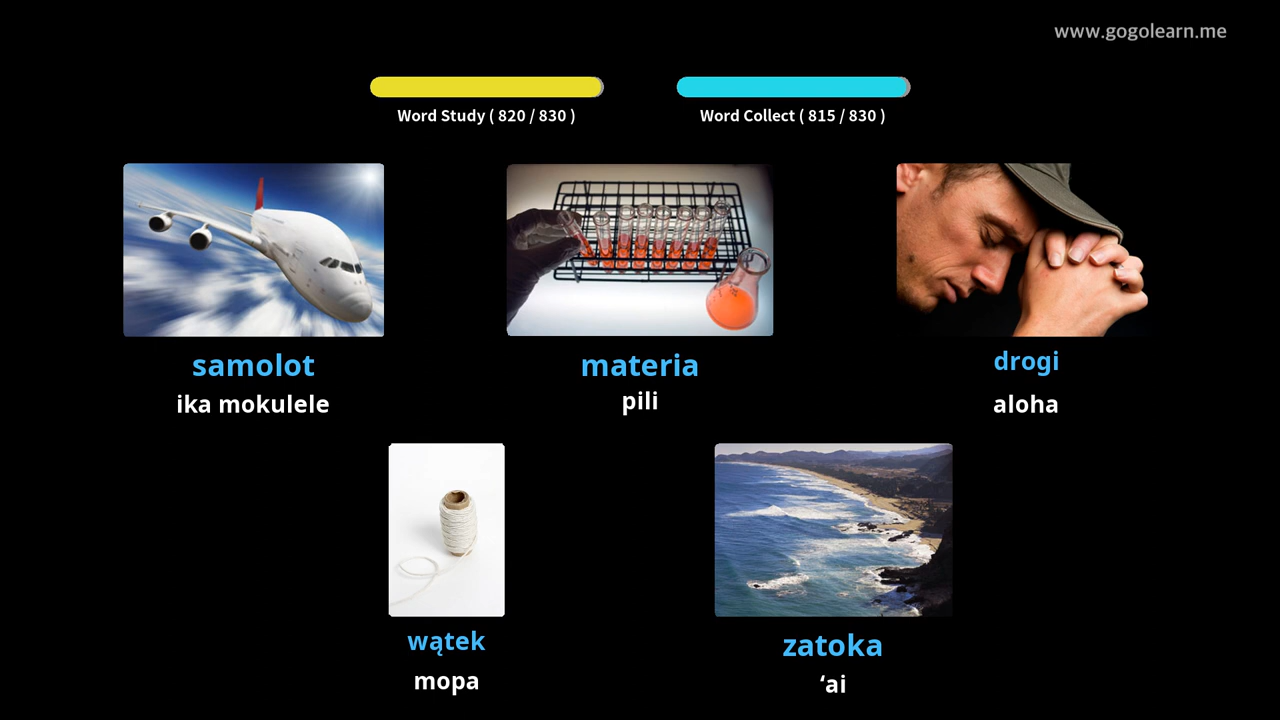 www.gogolearn.me
Word Study ( 820 / 830 )
Word Collect ( 815 / 830 )
samolot
ika mokulele
materia
pili
drogi
aloha
wątek
mopa
zatoka
ʻai